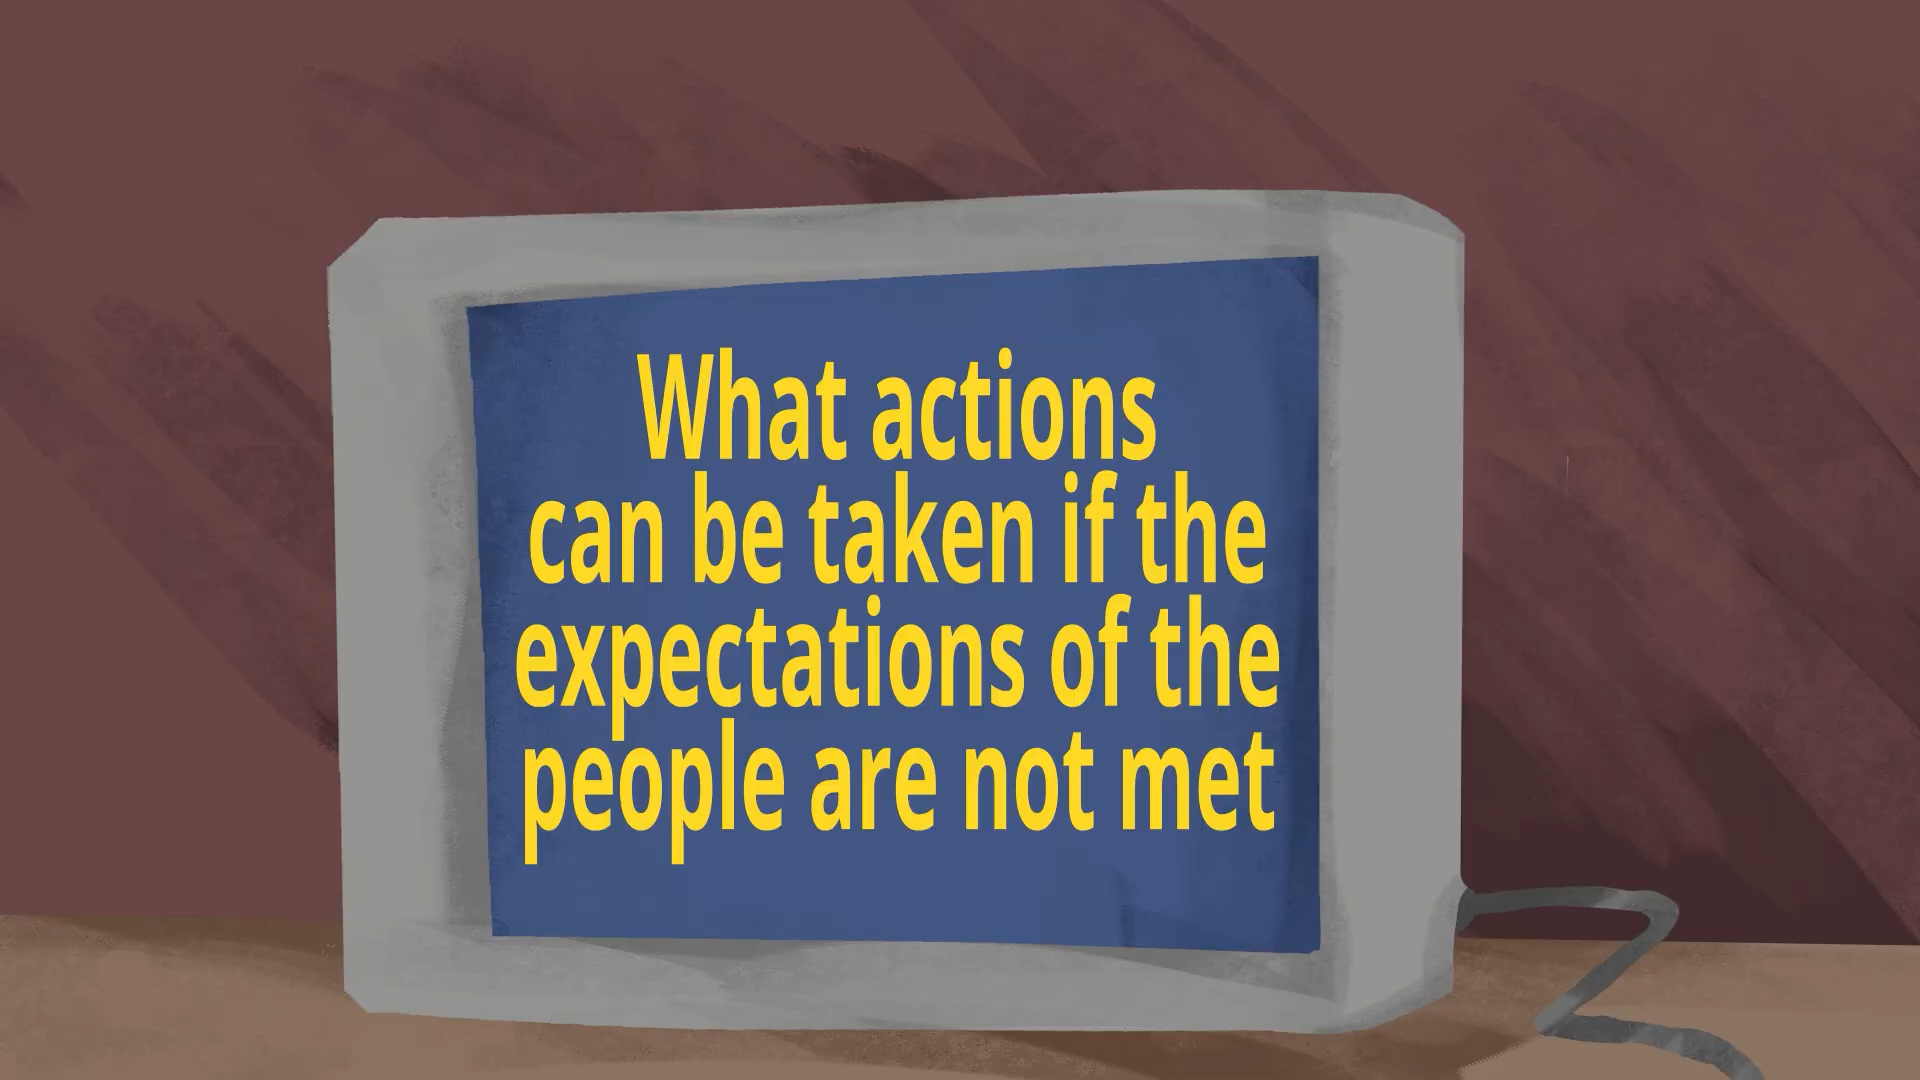 What actions
can be taken if the
expectations of the
people are not met